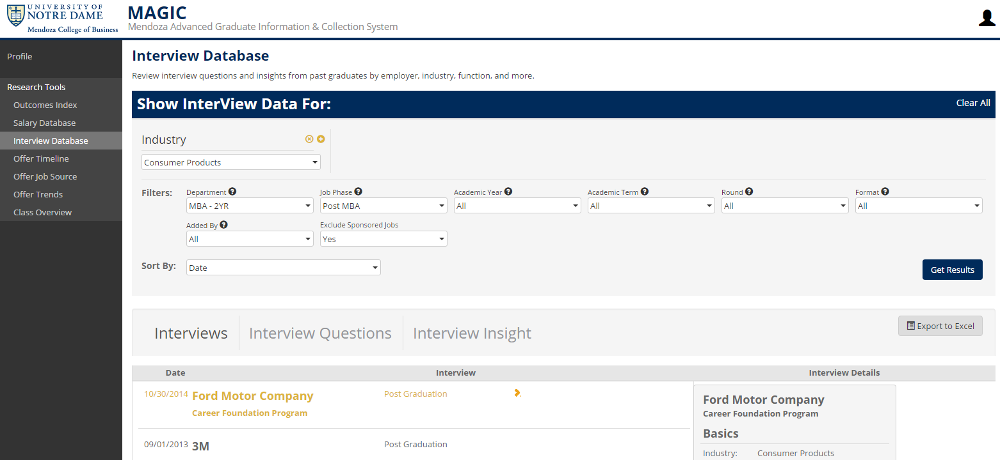 UNIVERSITY OF
NOTRE DAME
Mendoza College of Business
MAGIC
Mendoza Advanced Graduate Information & Collection System
Profile
Research Tools
Outcomes Index
Salary Database
Interview Database
Offer Timeline
Offer Job Source
Offer Trends
Class Overview
Interview Database
Review interview questions and insights from past graduates by employer, industry, function, and more.
Show InterView Data For: Clear All
Industry
Consumer Products
Filters: Department Job Phase Academic Year Academic Term Round Format
MBA - 2YR Post MBA All All All All
Added By Exclude Sponsored Jobs
All Yes
Sort By: Date Get Results
Interviews Interview Questions Interview Insight Export to Excel
Date Interview Interview Details
10/30/2014 Ford Motor Company Post Graduation
Career Foundation Program
09/01/2013 3M Post Graduation
Ford Motor Company
Career Foundation Program
Basics
Industry: Consumer Products